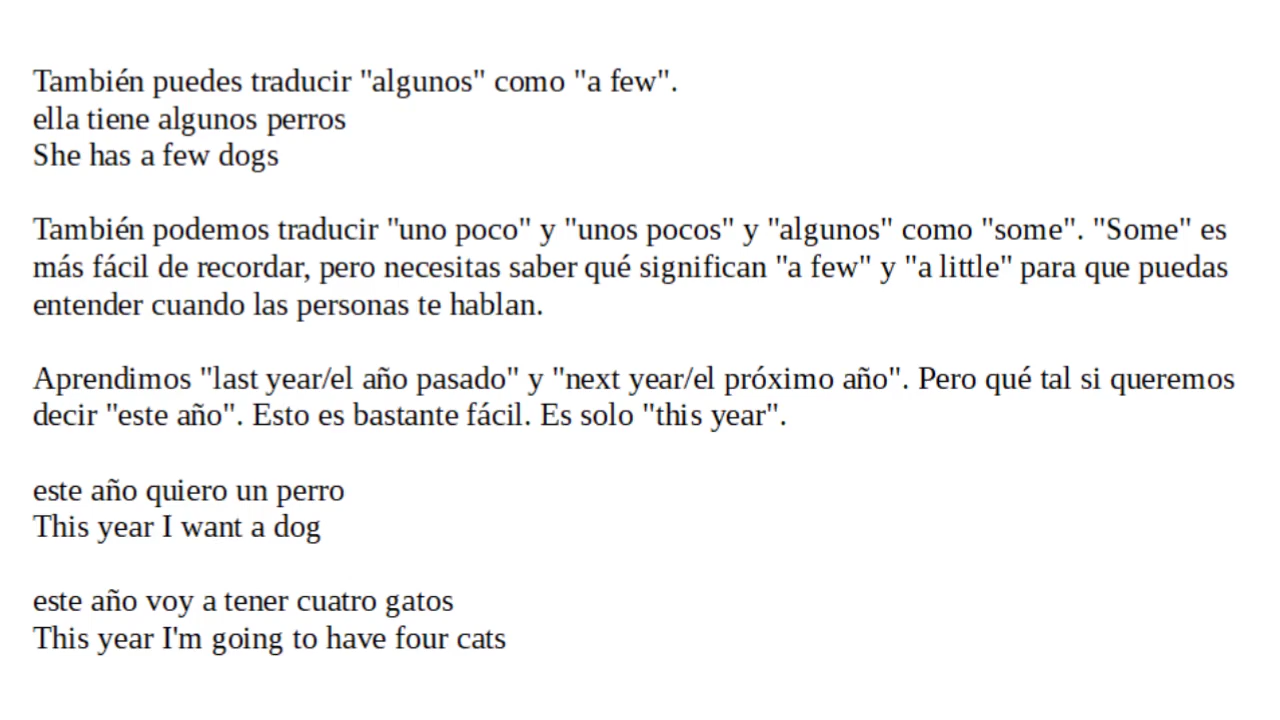 También puedes traducir "algunos" como "a few".
ella tiene algunos perros
She has a few dogs
También podemos traducir "uno poco" y "unos pocos" y "algunos" como "some". "Some" es
más fácil de recordar, pero necesitas saber qué significan "a few" y "a little" para que puedas
entender cuando las personas te hablan.
Aprendimos "last year/el año pasado" y "next year/el próximo año". Pero qué tal si queremos
decir "este año". Esto es bastante fácil. Es solo "this year".
este año quiero un perro
This year I want a dog
este año voy a tener cuatro gatos
This year I'm going to have four cats